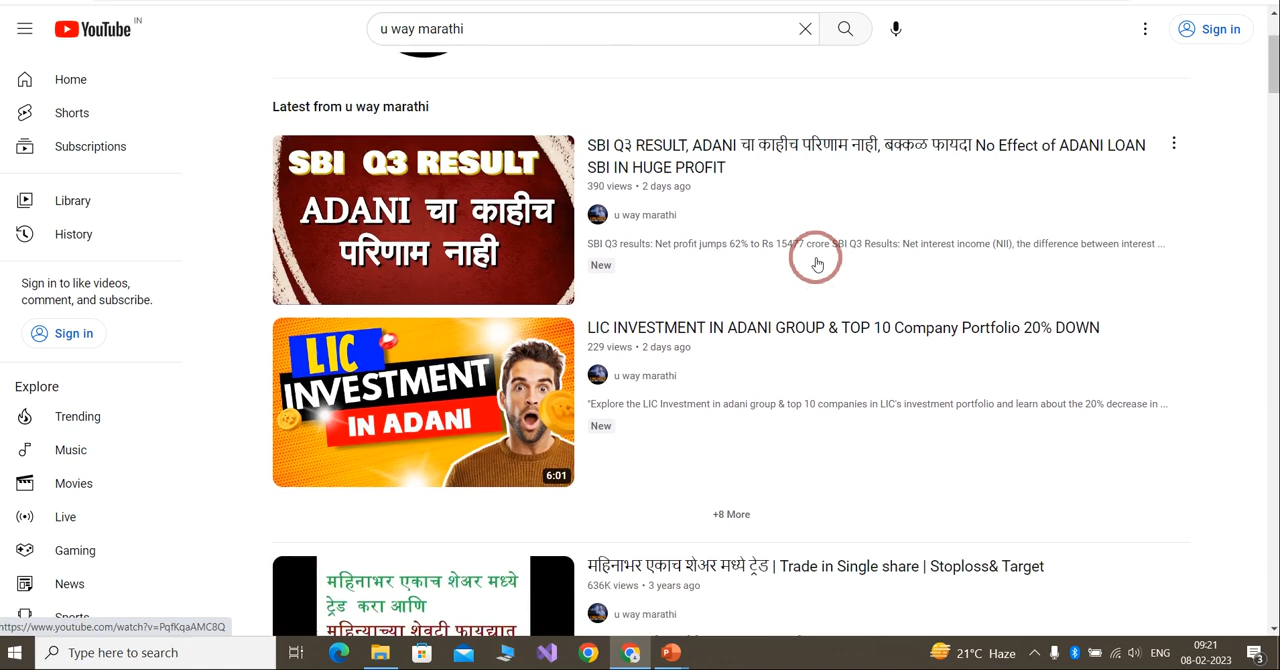 YouTube IN
u way marathi
Sign in
Home
Shorts
Subscriptions
Library
History
Sign in to like videos,
comment, and subscribe.
Sign in
Explore
Trending
Music
Movies
Live
Gaming
News
Sports
https://www.youtube.com/watch?v=PqfKqaAMC8Q
Latest from u way marathi
SBI Q3 RESULT
ADANI चा काहीच
परिणाम नाही
SBI Q३ RESULT, ADANI चा काहीच परिणाम नाही, बक्कळ फायदा No Effect of ADANI LOAN
SBI IN HUGE PROFIT
390 views • 2 days ago
u way marathi
SBI Q3 results: Net profit jumps 62% to Rs 15477 crore SBI Q3 Results: Net interest income (NII), the difference between interest ...
New
LIC
INVESTMENT
IN ADANI
6:01
LIC INVESTMENT IN ADANI GROUP & TOP 10 Company Portfolio 20% DOWN
229 views • 2 days ago
u way marathi
"Explore the LIC Investment in adani group & top 10 companies in LIC's investment portfolio and learn about the 20% decrease in ...
New
+8 More
महिनाभर एकाच शेअर मध्ये
ट्रेड करा आणि
महिन्याच्या शेवटी फायद्यात
महिनाभर एकाच शेअर मध्ये ट्रेड | Trade in Single share | Stoploss& Target
636K views • 3 years ago
u way marathi
Type here to search
21°C Haze
ENG
09:21
08-02-2023
3